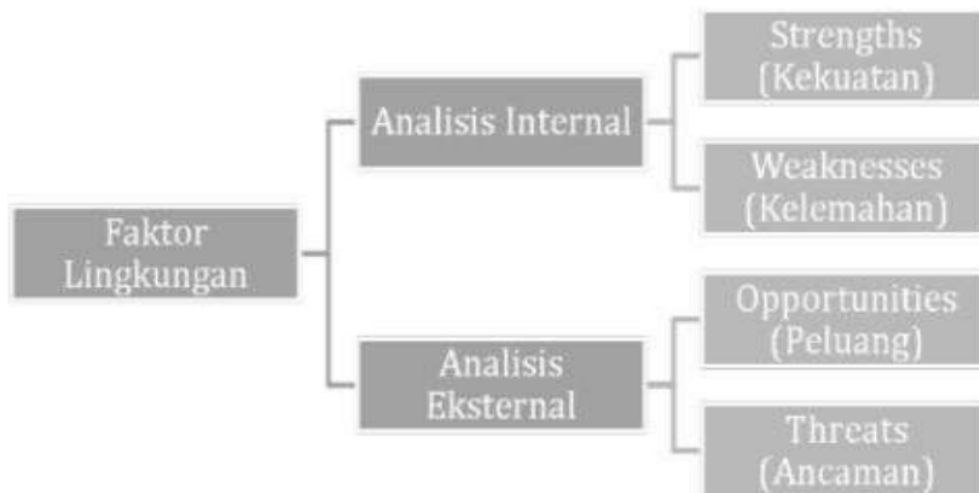 Faktor
Lingkungan
Analisis Internal
Strengths
(Kekuatan)
Weaknesses
(Kelemahan)
Analisis
Eksternal
Opportunities
(Peluang)
Threats
(Ancaman)